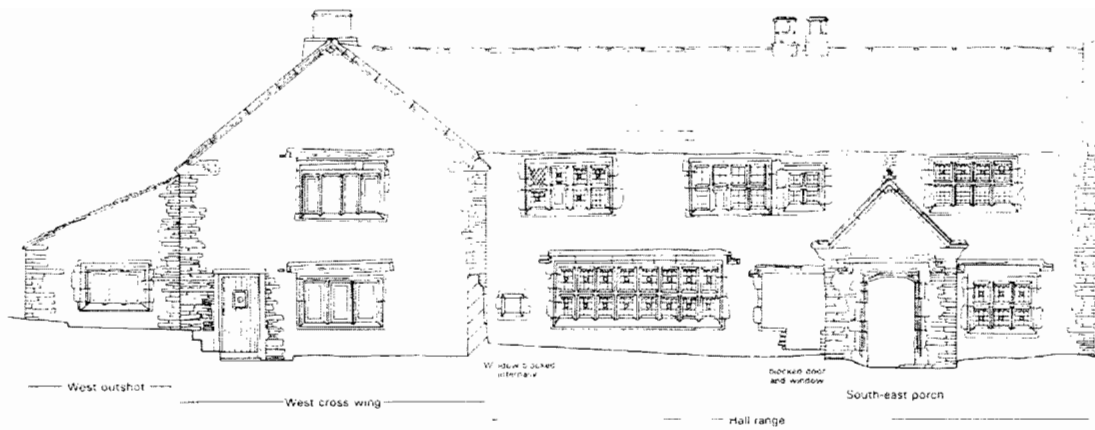 West outshot
West cross wing
Window blocked
internally
blocked door
and window
South-east porch
Hall range